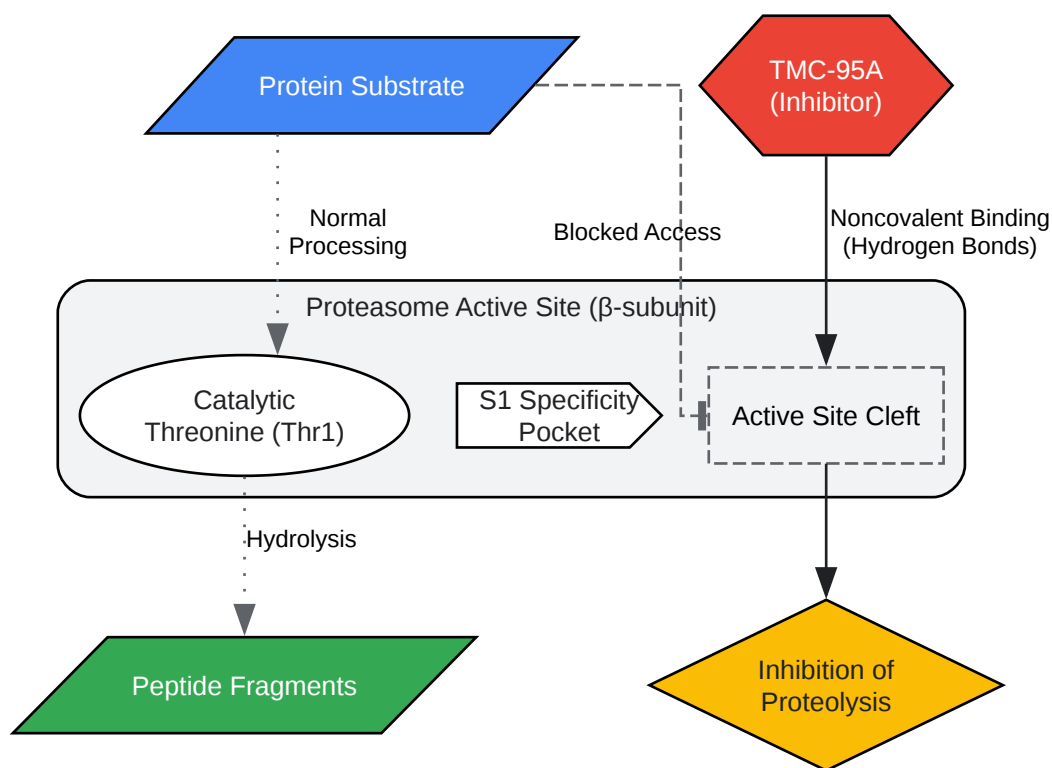 Protein Substrate
TMC-95A
(Inhibitor)
Normal
Processing
Blocked Access
Noncovalent Binding
(Hydrogen Bonds)
Proteasome Active Site (β-subunit)
Catalytic
Threonine (Thr1)
S1 Specificity
Pocket
Active Site Cleft
Hydrolysis
Peptide Fragments
Inhibition of
Proteolysis